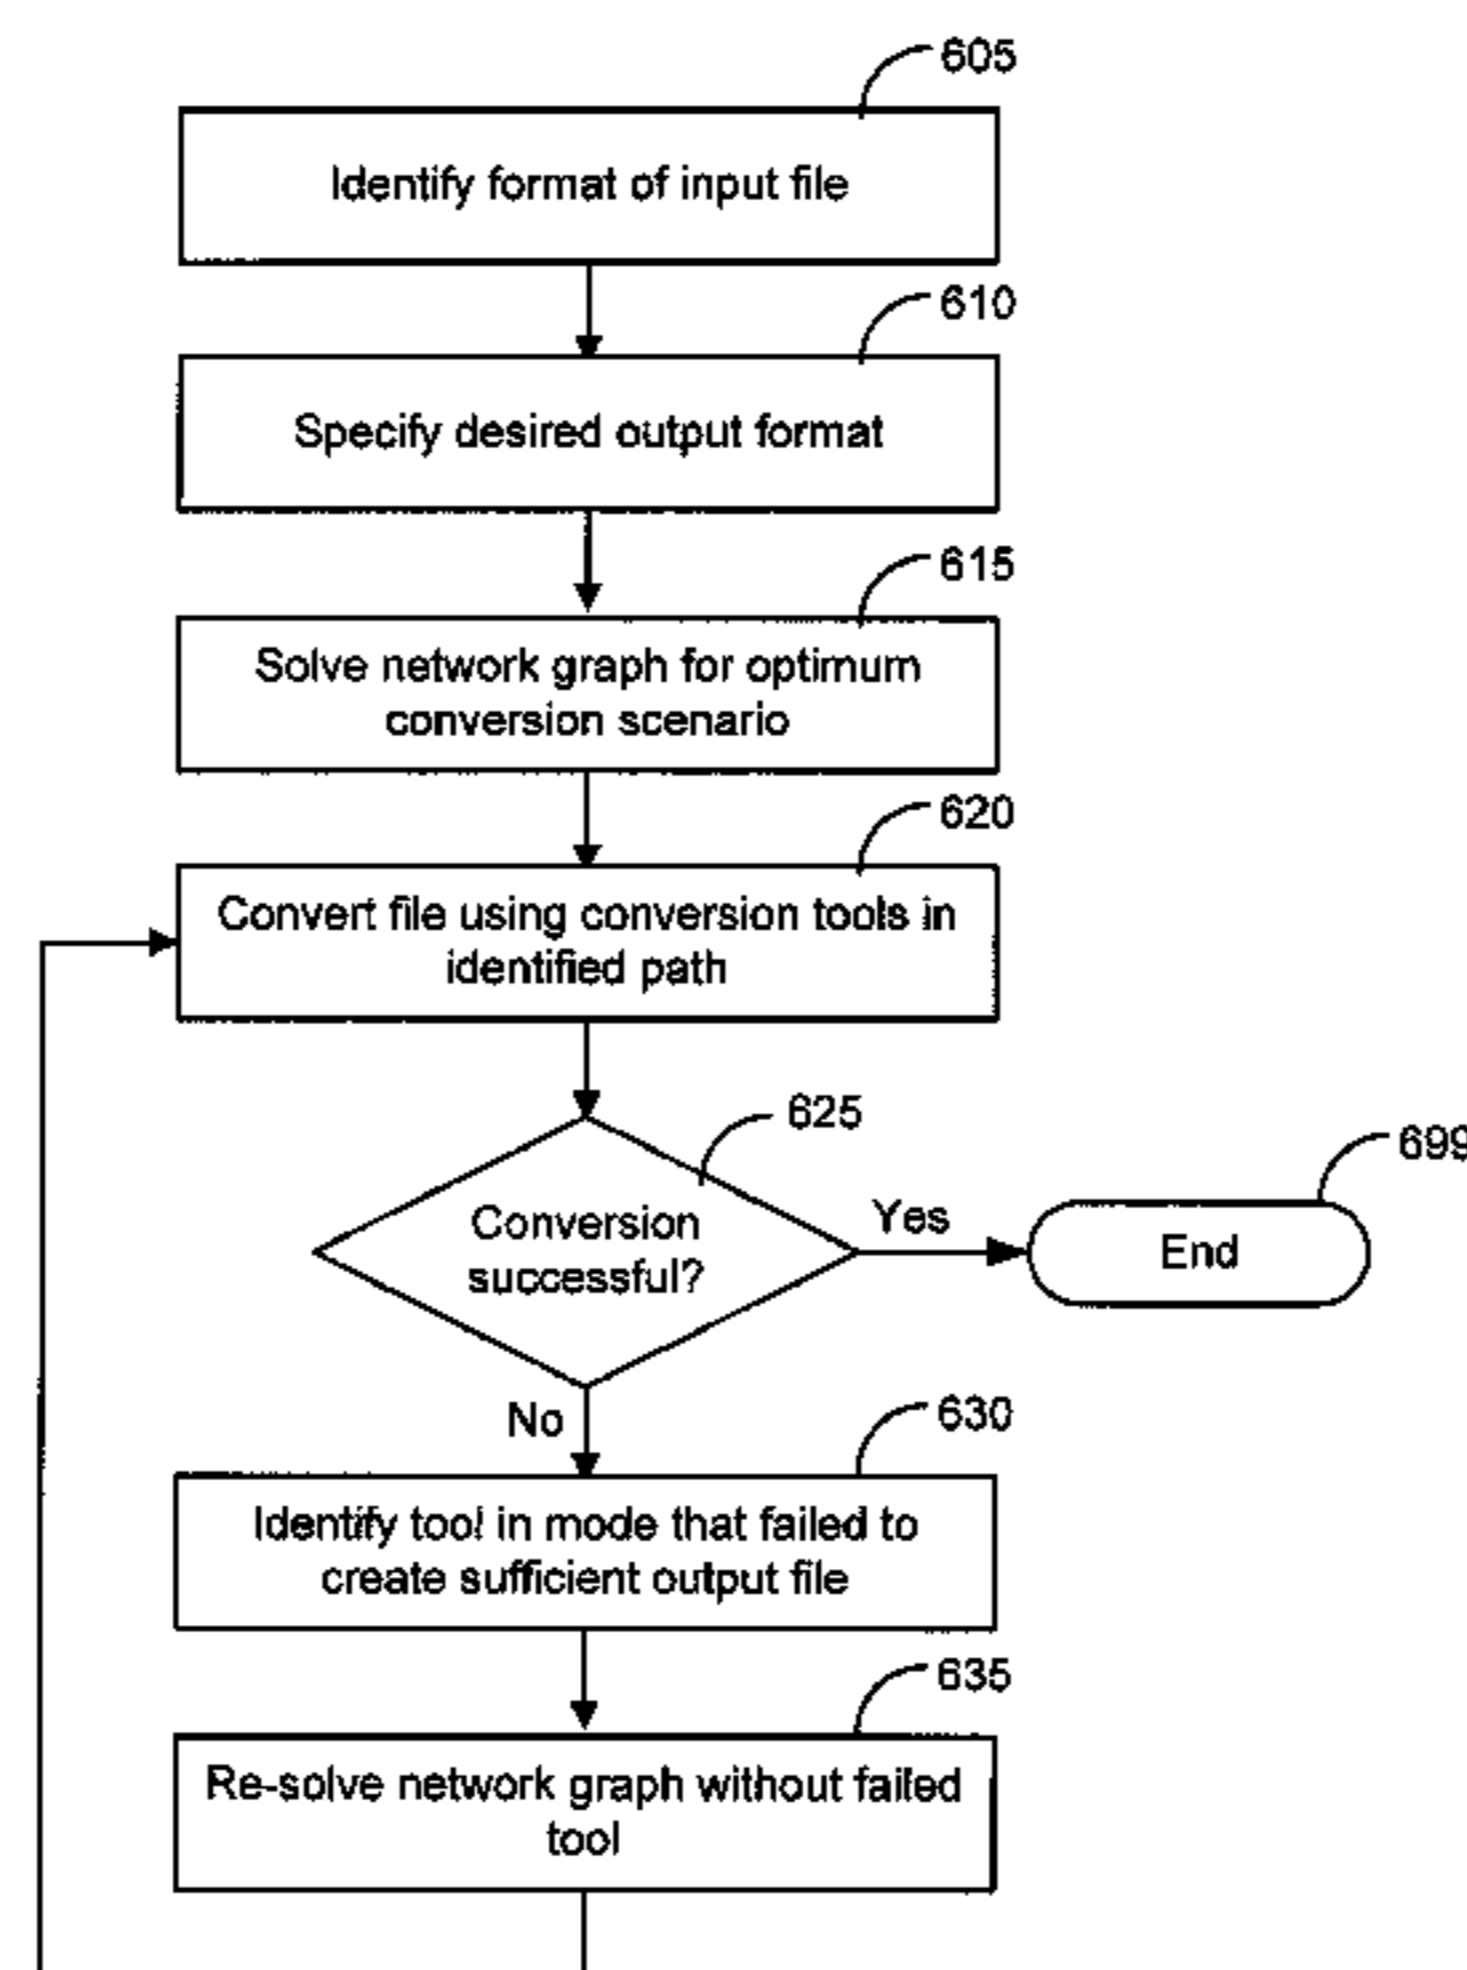 605
Identify format of input file
610
Specify desired output format
615
Solve network graph for optimum
conversion scenario
620
Convert file using conversion tools in
identified path
625
Conversion
successful?
Yes
699
End
No
630
Identify tool in mode that failed to
create sufficient output file
635
Re-solve network graph without failed
tool